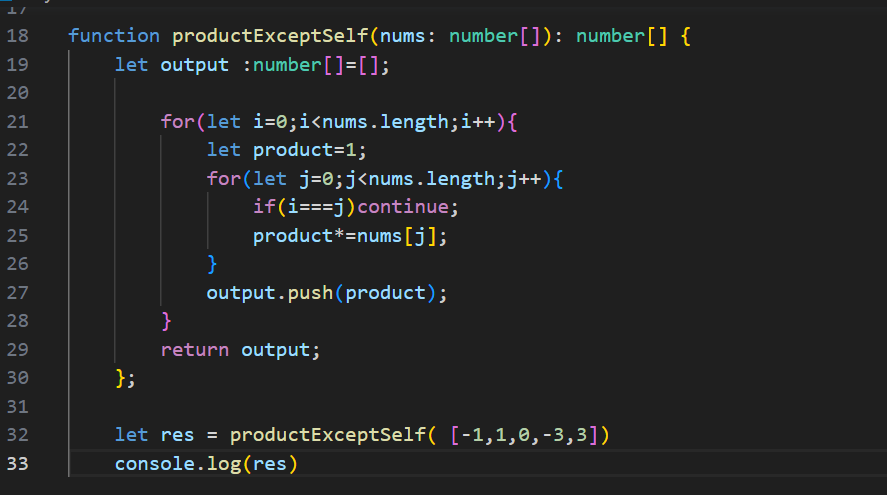 17
18 function productExceptSelf(nums: number[]): number[] {
19 let output :number[]=[];
20
21 for(let i=0;i<nums.length;i++){
22 let product=1;
23 for(let j=0;j<nums.length;j++){
24 if(i===j)continue;
25 product*=nums[j];
26 }
27 output.push(product);
28 }
29 return output;
30 };
31
32 let res = productExceptSelf( [-1,1,0,-3,3])
33 console.log(res)